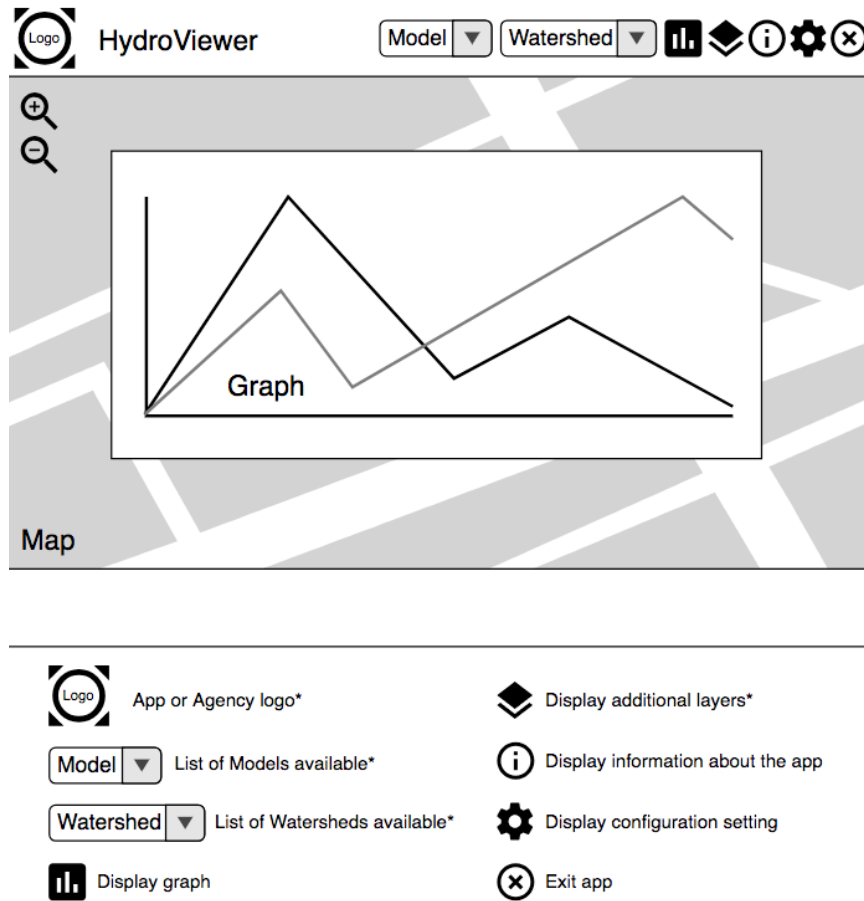 Logo HydroViewer Model Watershed
Graph
Map
Logo App or Agency logo*
Display additional layers*
Model List of Models available*
Display information about the app
Watershed List of Watersheds available*
Display configuration setting
Display graph
Exit app